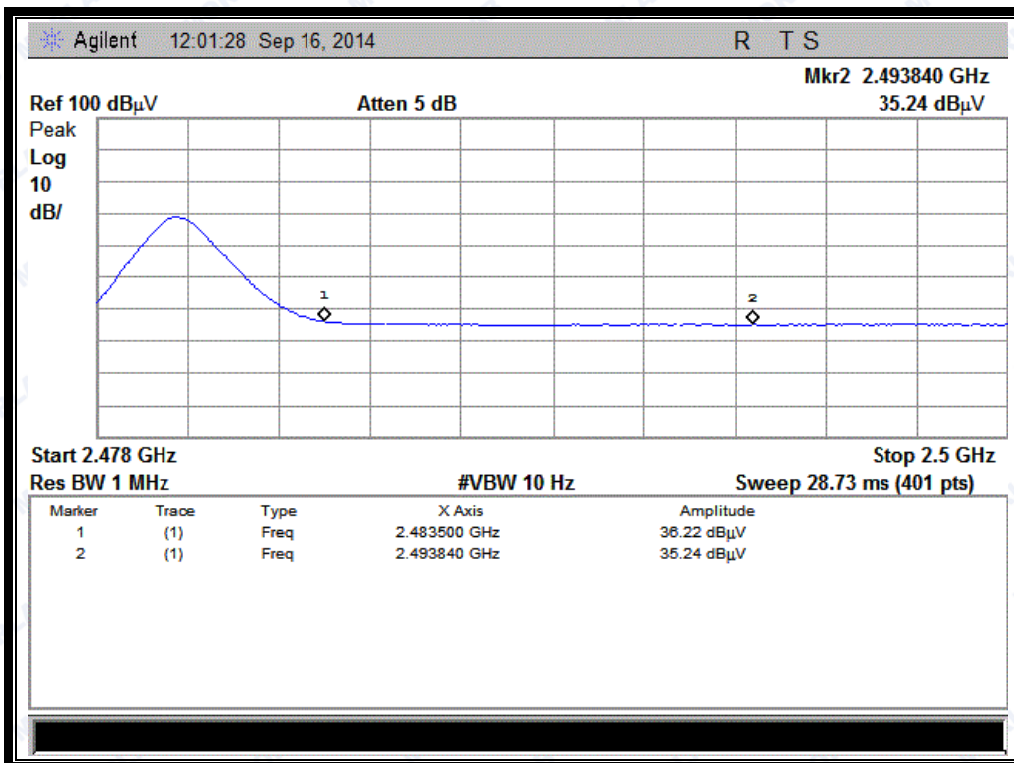 Agilent 12:01:28 Sep 16, 2014 R T S
Mkr2 2.493840 GHz
Ref 100 dBµV Atten 5 dB 35.24 dBµV
Peak
Log
10
dB/
1
2
Start 2.478 GHz Stop 2.5 GHz
Res BW 1 MHz #VBW 10 Hz Sweep 28.73 ms (401 pts)
Marker Trace Type X Axis Amplitude
1 (1) Freq 2.483500 GHz 36.22 dBµV
2 (1) Freq 2.493840 GHz 35.24 dBµV